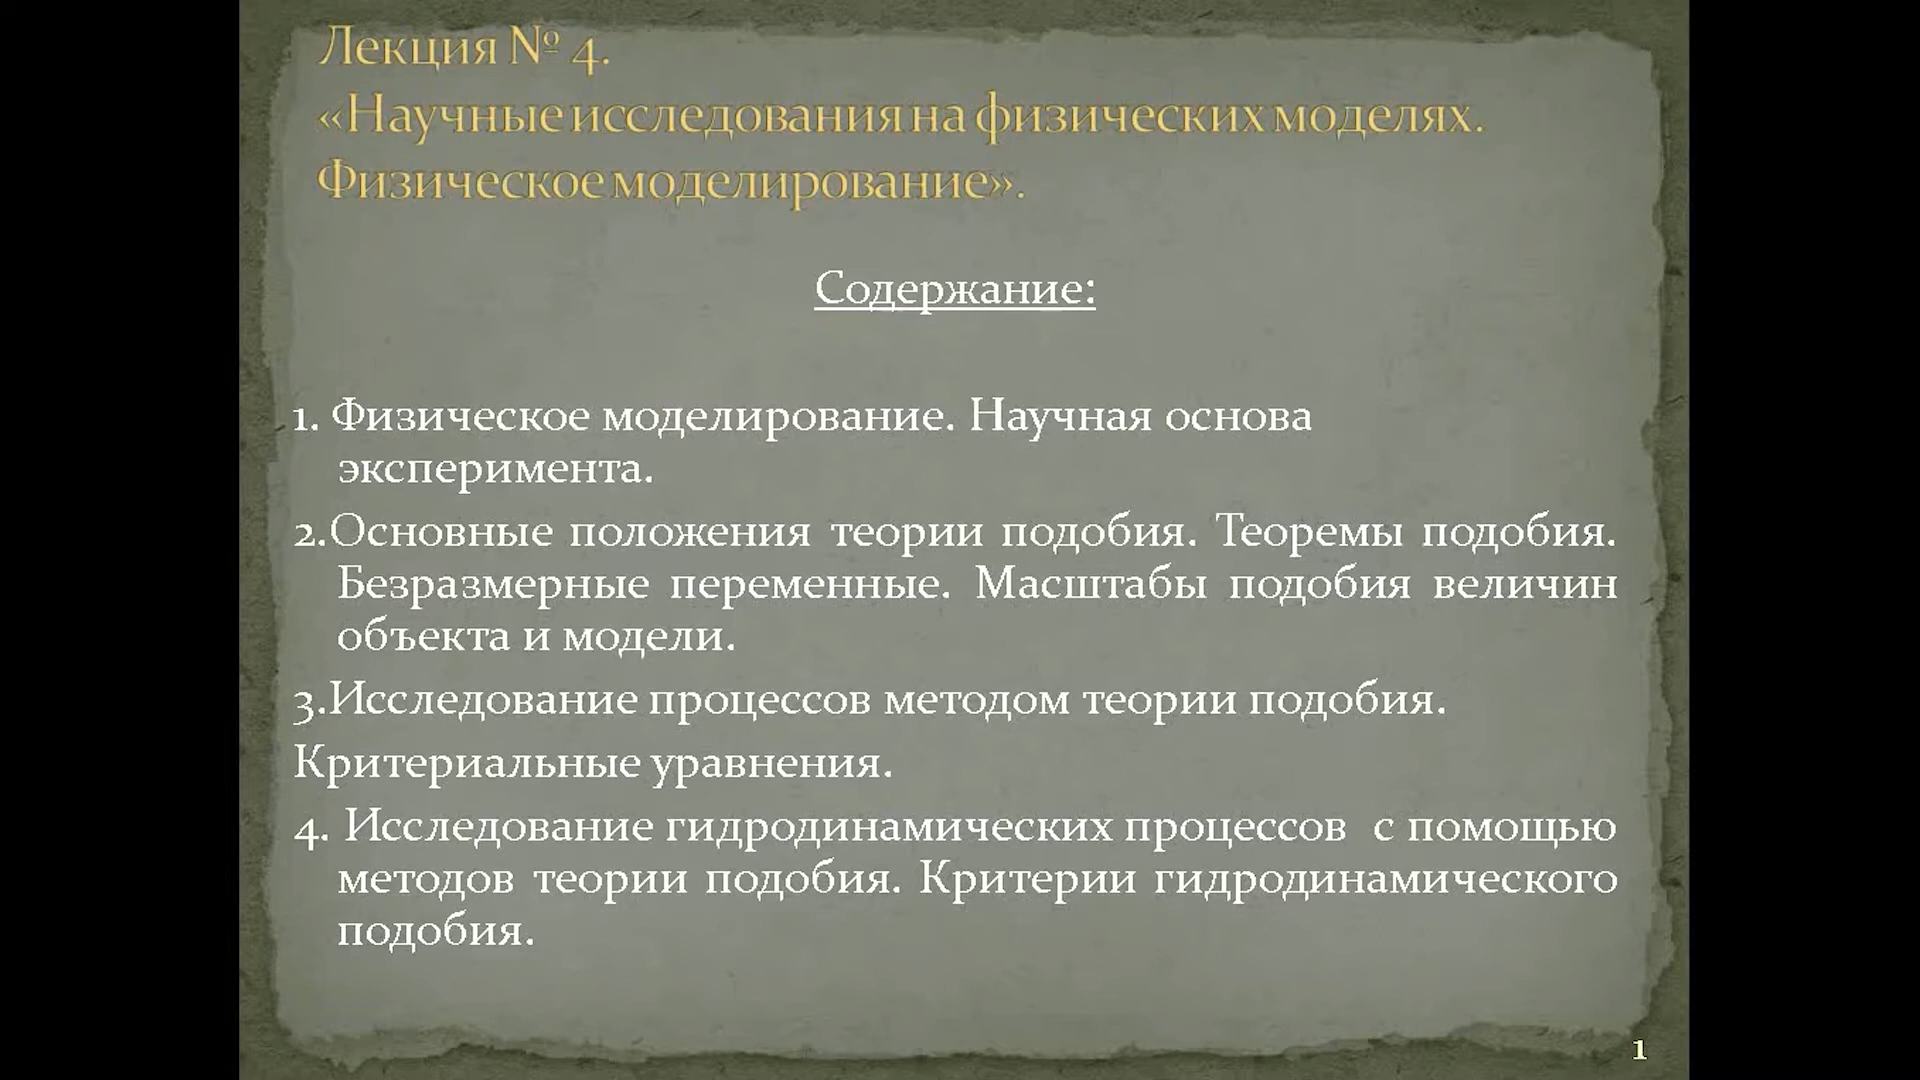 Лекция № 4.
«Научные исследования на физических моделях.
Физическое моделирование».
Содержание:
1. Физическое моделирование. Научная основа
эксперимента.
2.Основные положения теории подобия. Теоремы подобия.
Безразмерные переменные. Масштабы подобия величин
объекта и модели.
3.Исследование процессов методом теории подобия.
Критериальные уравнения.
4. Исследование гидродинамических процессов с помощью
методов теории подобия. Критерии гидродинамического
подобия.
1